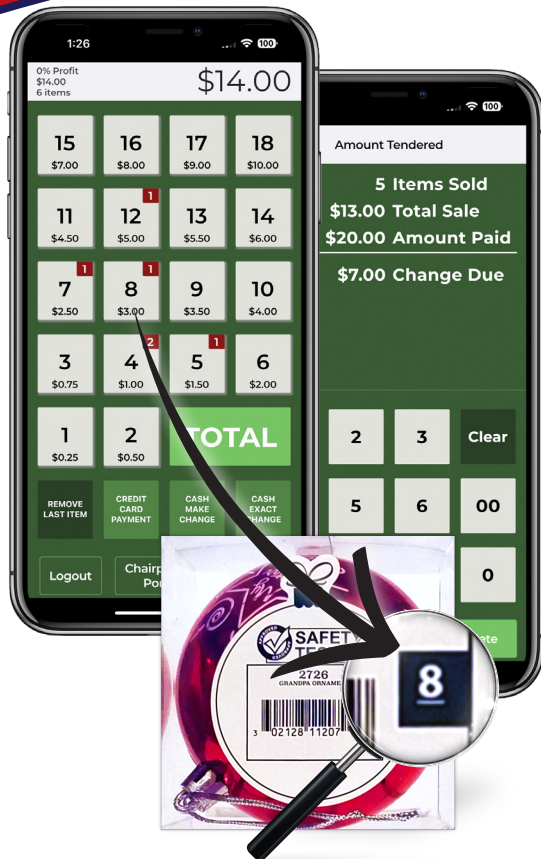 1:26
100
0% Profit
$14.00
6 items
$14.00
15
$7.00
16
$8.00
17
$9.00
18
$10.00
11
$4.50
1
12
$5.00
13
$5.50
14
$6.00
1
7
$2.50
1
8
$3.00
9
$3.50
10
$4.00
3
$0.75
2
4
$1.00
1
5
$1.50
6
$2.00
1
$0.25
2
$0.50
TOTAL
REMOVE
LAST ITEM
CREDIT
CARD
PAYMENT
CASH
MAKE
CHANGE
CASH
EXACT
Logout
100
Amount Tendered
5 Items Sold
$13.00 Total Sale
$20.00 Amount Paid
$7.00 Change Due
2
3
Clear
5
6
00
0
SAFETY
2726
GRANDPA
3 02128 11207
8